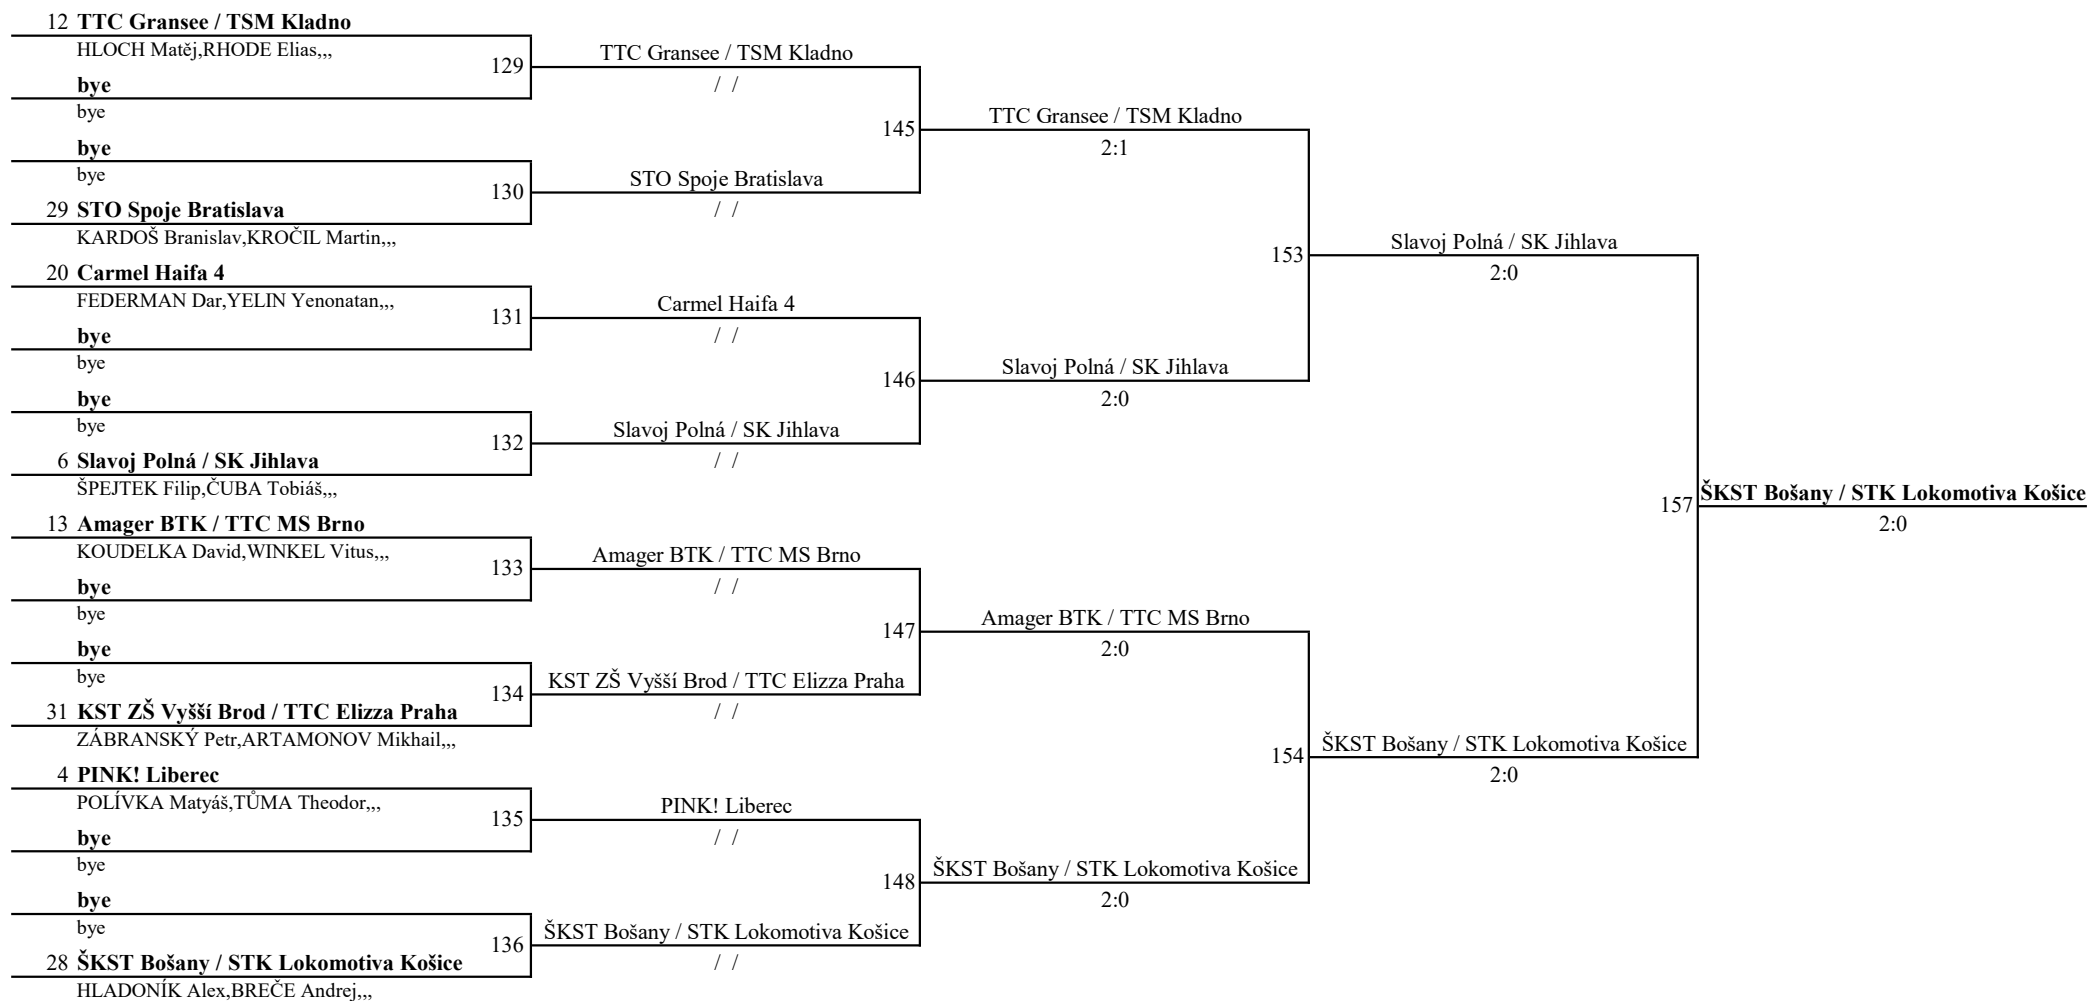 12 TTC Gransee / TSM Kladno
HLOCH Matěj,RHODE Elias,,,
129
bye
bye
bye
bye
130
29 STO Spoje Bratislava
KARDOŠ Branislav,KROČIL Martin,,,
20 Carmel Haifa 4
FEDERMAN Dar,YELIN Yenonatan,,,
131
bye
bye
bye
bye
132
6 Slavoj Polná / SK Jihlava
ŠPEJTEK Filip,ČUBA Tobiáš,,,
13 Amager BTK / TTC MS Brno
KOUDELKA David,WINKEL Vitus,,,
133
bye
bye
bye
bye
134
31 KST ZŠ Vyšší Brod / TTC Elizza Praha
ZÁBRANSKÝ Petr,ARTAMONOV Mikhail,,,
4 PINK! Liberec
POLÍVKA Matyáš,TŮMA Theodor,,,
135
bye
bye
bye
bye
136
28 ŠKST Bošany / STK Lokomotiva Košice
HLADONÍK Alex,BREČE Andrej,,,
TTC Gransee / TSM Kladno
/ /
145
STO Spoje Bratislava
/ /
Carmel Haifa 4
/ /
146
Slavoj Polná / SK Jihlava
/ /
Amager BTK / TTC MS Brno
/ /
147
KST ZŠ Vyšší Brod / TTC Elizza Praha
/ /
PINK! Liberec
/ /
148
ŠKST Bošany / STK Lokomotiva Košice
/ /
TTC Gransee / TSM Kladno
2:1
153
Slavoj Polná / SK Jihlava
2:0
Amager BTK / TTC MS Brno
2:0
154
ŠKST Bošany / STK Lokomotiva Košice
2:0
Slavoj Polná / SK Jihlava
2:0
157
ŠKST Bošany / STK Lokomotiva Košice
2:0
ŠKST Bošany / STK Lokomotiva Košice
2:0